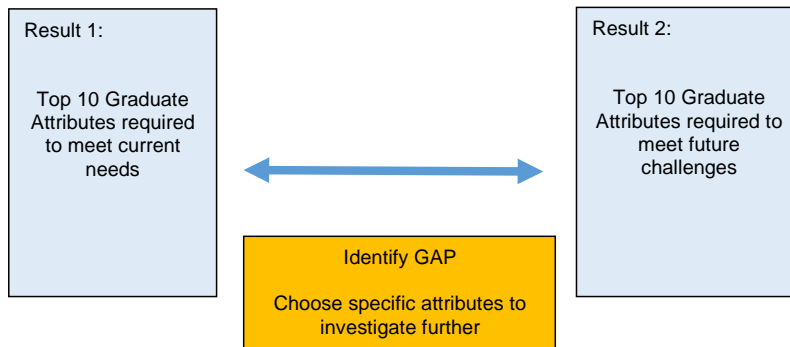 Result 1:
Top 10 Graduate
Attributes required
to meet current
needs
Result 2:
Top 10 Graduate
Attributes required to
meet future
challenges
Identify GAP
Choose specific attributes to
investigate further